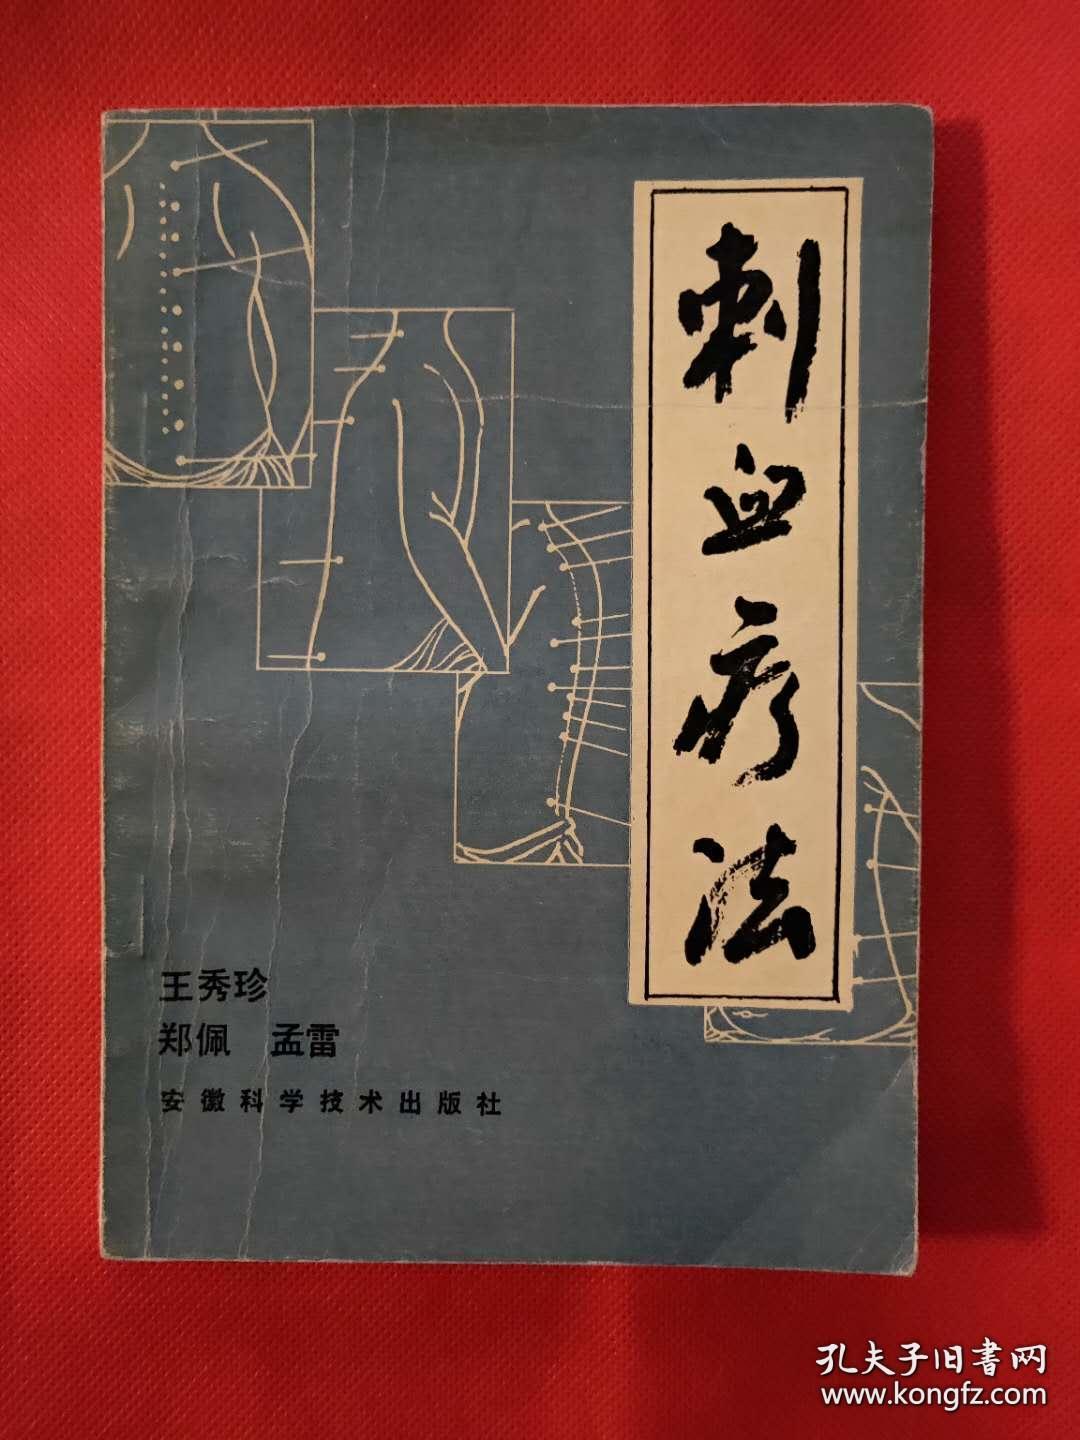 刺血疗法
王秀珍
郑佩 孟雷
安徽科学技术出版社
孔夫子旧書网
www.kongfz.com